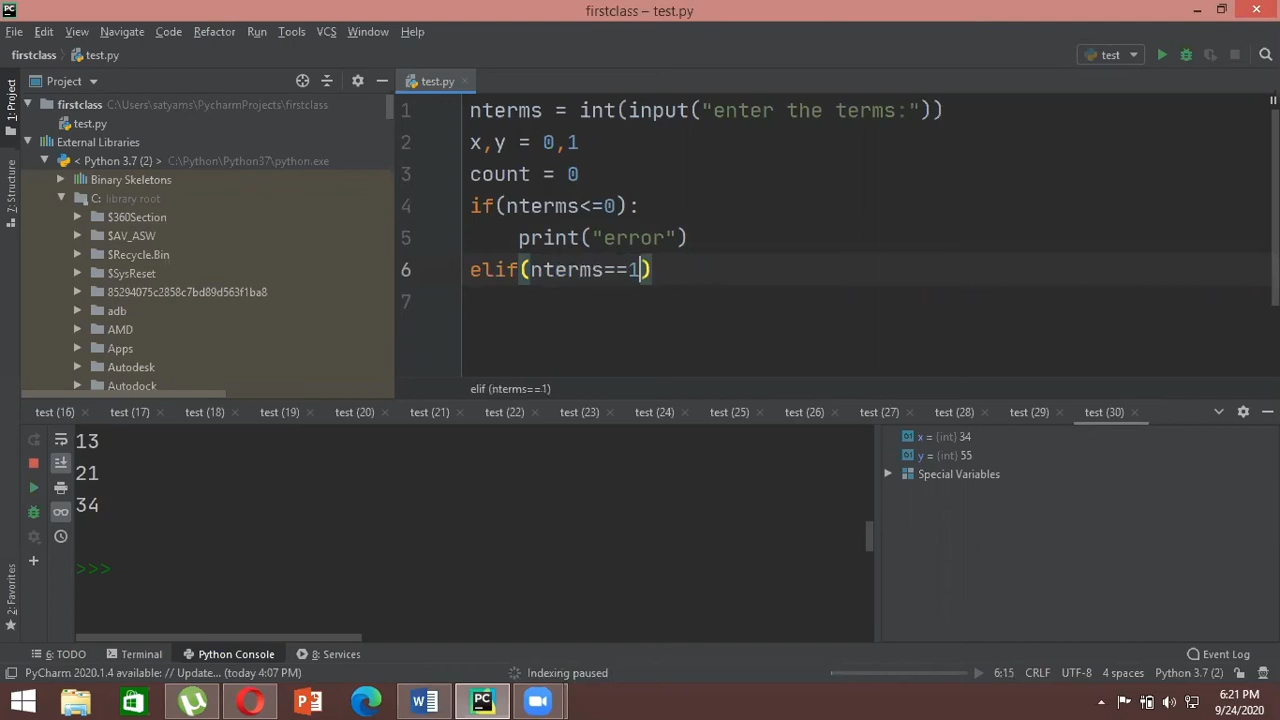 PC
firstclass – test.py
File Edit View Navigate Code Refactor Run Tools VCS Window Help
firstclass test.py
test
1: Project
Project
test.py
firstclass C:\Users\satyams\PycharmProjects\firstclass
test.py
External Libraries
< Python 3.7 (2) > C:\Python\Python37\python.exe
Binary Skeletons
C: library root
$360Section
$AV_ASW
$Recycle.Bin
$SysReset
85294075c2858c7bd89d563f1ba8
adb
AMD
Apps
Autodesk
Autodock
7: Structure
1 nterms = int(input("enter the terms:"))
2 x,y = 0,1
3 count = 0
4 if(nterms<=0):
5 print("error")
6 elif(nterms==1)
7
elif (nterms==1)
test (16) test (17) test (18) test (19) test (20) test (21) test (22) test (23) test (24) test (25) test (26) test (27) test (28) test (29) test (30)
13
21
34
>>>
x = (int) 34
y = (int) 55
Special Variables
2: Favorites
6: TODO Terminal Python Console 8: Services Event Log
PyCharm 2020.1.4 available: // Update... (today 4:07 PM) Indexing paused 6:15 CRLF UTF-8 4 spaces Python 3.7 (2)
6:21 PM
9/24/2020